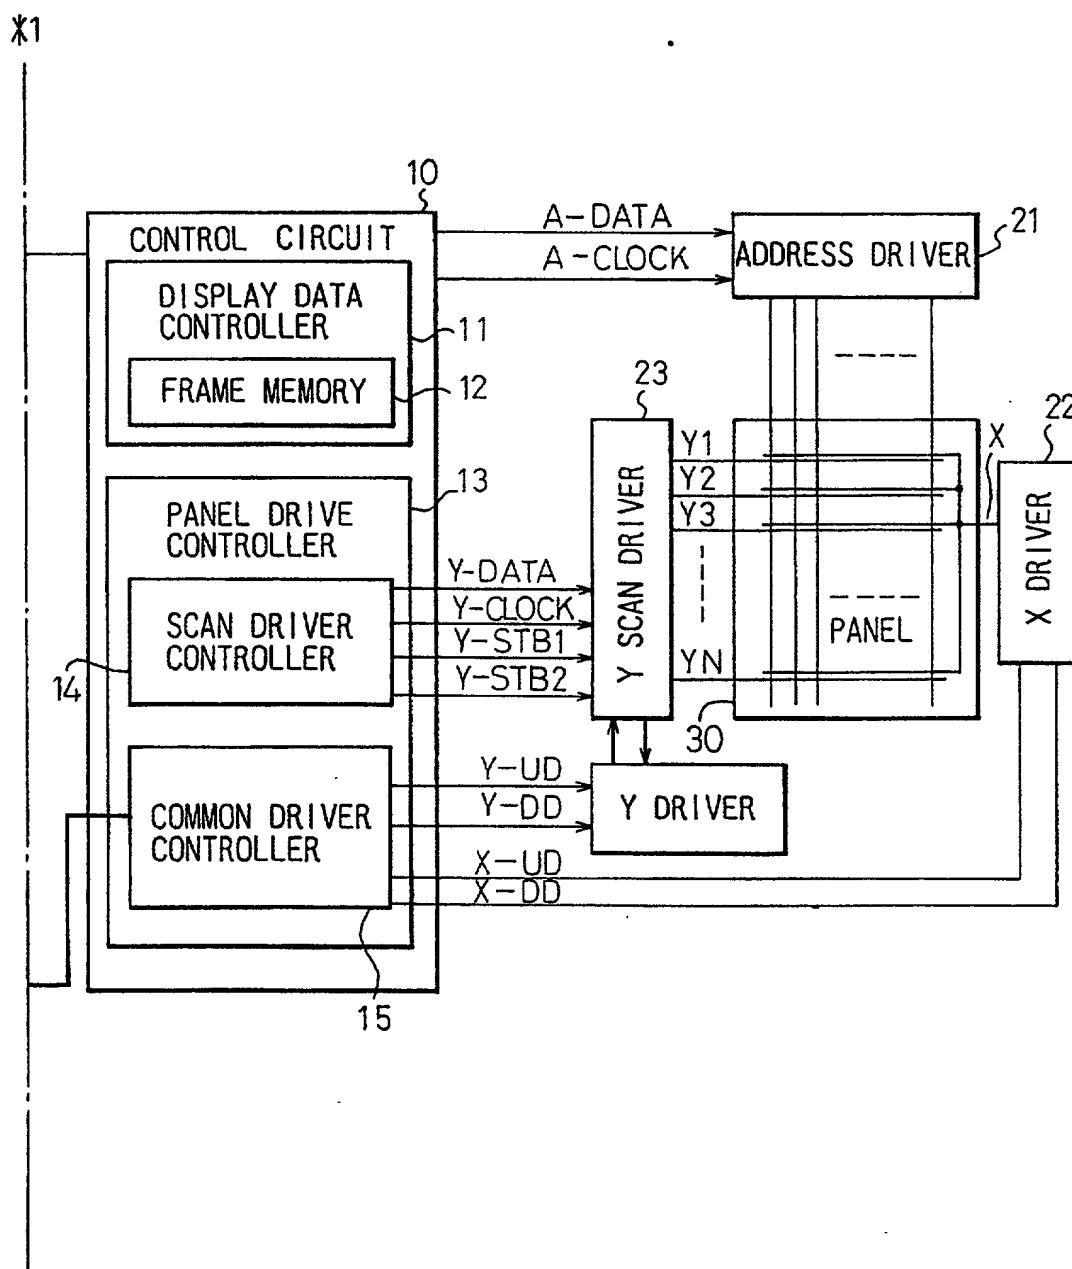 ※1
10
CONTROL CIRCUIT
DISPLAY DATA
CONTROLLER
11
FRAME MEMORY
12
A-DATA
A-CLOCK
ADDRESS DRIVER
21
13
PANEL DRIVE
CONTROLLER
SCAN DRIVER
CONTROLLER
14
Y-DATA
Y-CLOCK
Y-STB1
Y-STB2
23
Y SCAN DRIVER
Y1
Y2
Y3
YN
PANEL
30
X
22
X DRIVER
COMMON DRIVER
CONTROLLER
15
Y-UD
Y-DD
Y DRIVER
X-UD
X-DD